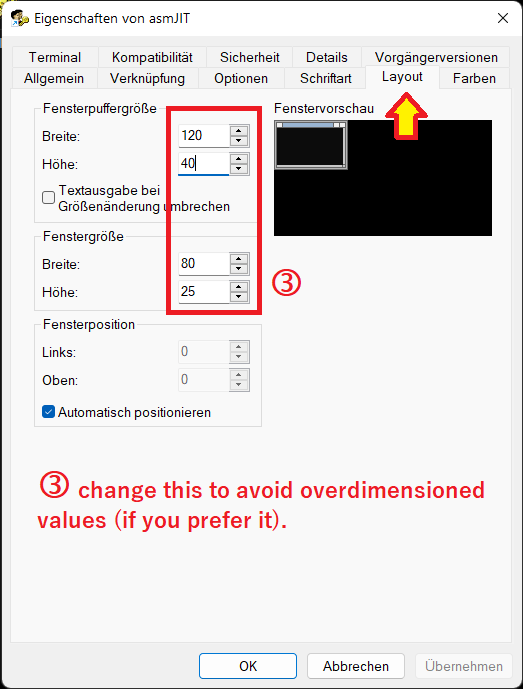 Eigenschaften von asmJIT
Terminal Kompatibilität Sicherheit Details Vorgängerversionen
Allgemein Verknüpfung Optionen Schriftart Layout Farben
Fensterpuffergröße
Breite: 120
Höhe: 40
Textausgabe bei
Größenänderung umbrechen
Fenstergröße
Breite: 80
Höhe: 25
Fensterposition
Links: 0
Oben: 0
Automatisch positionieren
Fenstervorschau
③
③ change this to avoid overdimensioned
values (if you prefer it).
OK Abbrechen Übernehmen